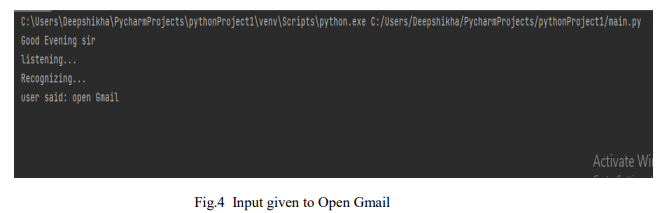 C:\Users\Deepshikha\PycharmProjects\pythonProject1\venv\Scripts\python.exe C:/Users/Deepshikha/PycharmProjects/pythonProject1/main.py
Good Evening sir
listening...
Recognizing...
user said: open Gmail
Activate Wi
Fig.4 Input given to Open Gmail